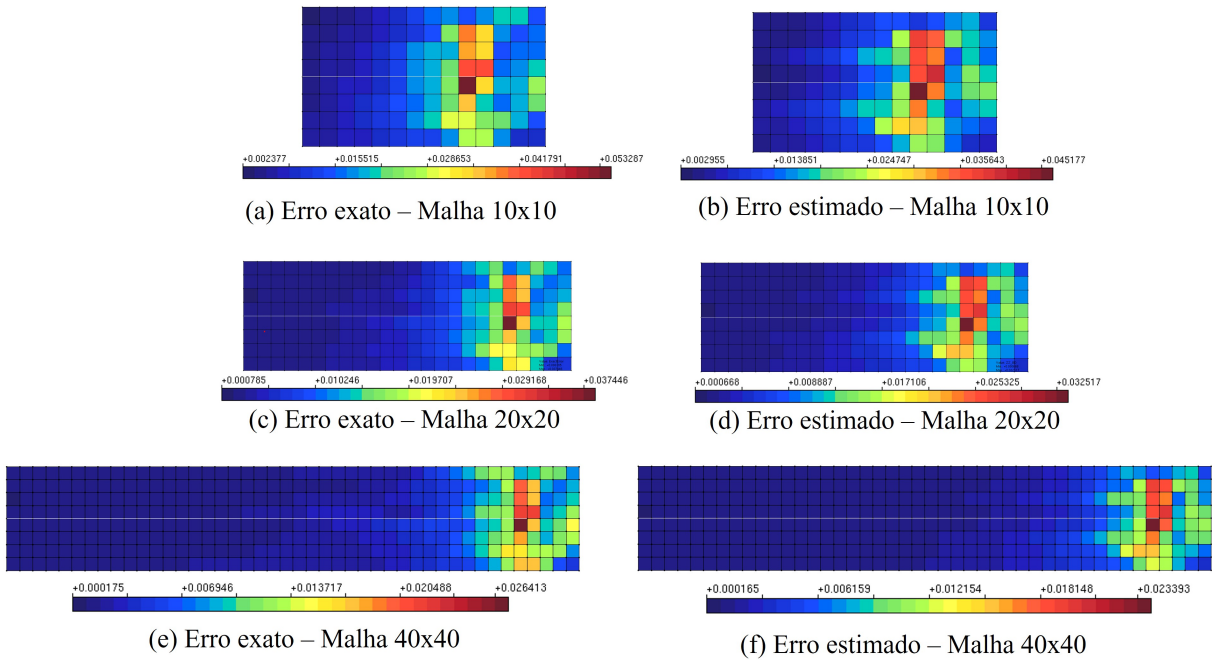 +0.002377 +0.015515 +0.028653 +0.041791 +0.053287
(a) Erro exato – Malha 10x10
+0.002955 +0.013851 +0.024747 +0.035643 +0.045177
(b) Erro estimado – Malha 10x10
+0.000785 +0.010246 +0.019707 +0.029168 +0.037446
(c) Erro exato – Malha 20x20
+0.000668 +0.008887 +0.017106 +0.025325 +0.032517
(d) Erro estimado – Malha 20x20
+0.000175 +0.006946 +0.013717 +0.020488 +0.026413
(e) Erro exato – Malha 40x40
+0.000165 +0.006159 +0.012154 +0.018148 +0.023393
(f) Erro estimado – Malha 40x40